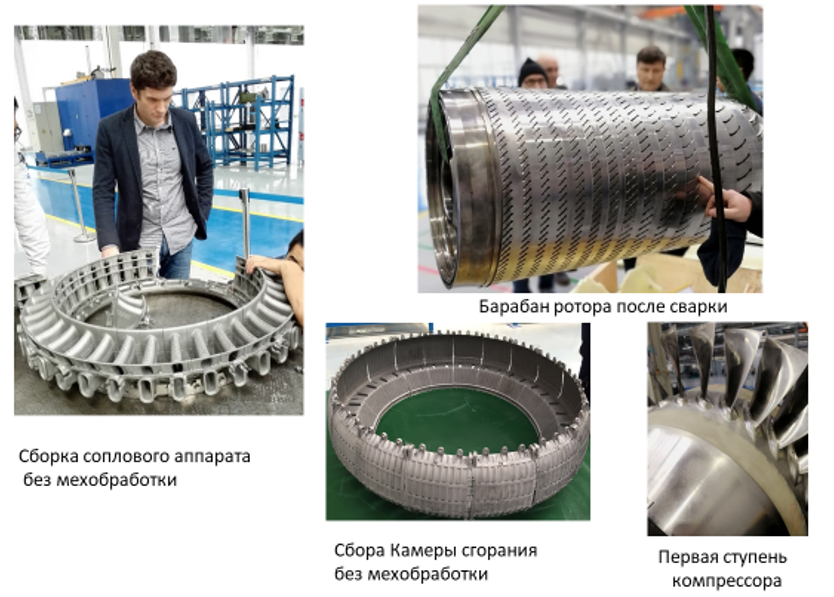 Барабан ротора после сварки
Сборка соплового аппарата
без мехобработки
Сбора Камеры сгорания
без мехобработки
Первая ступень
компрессора